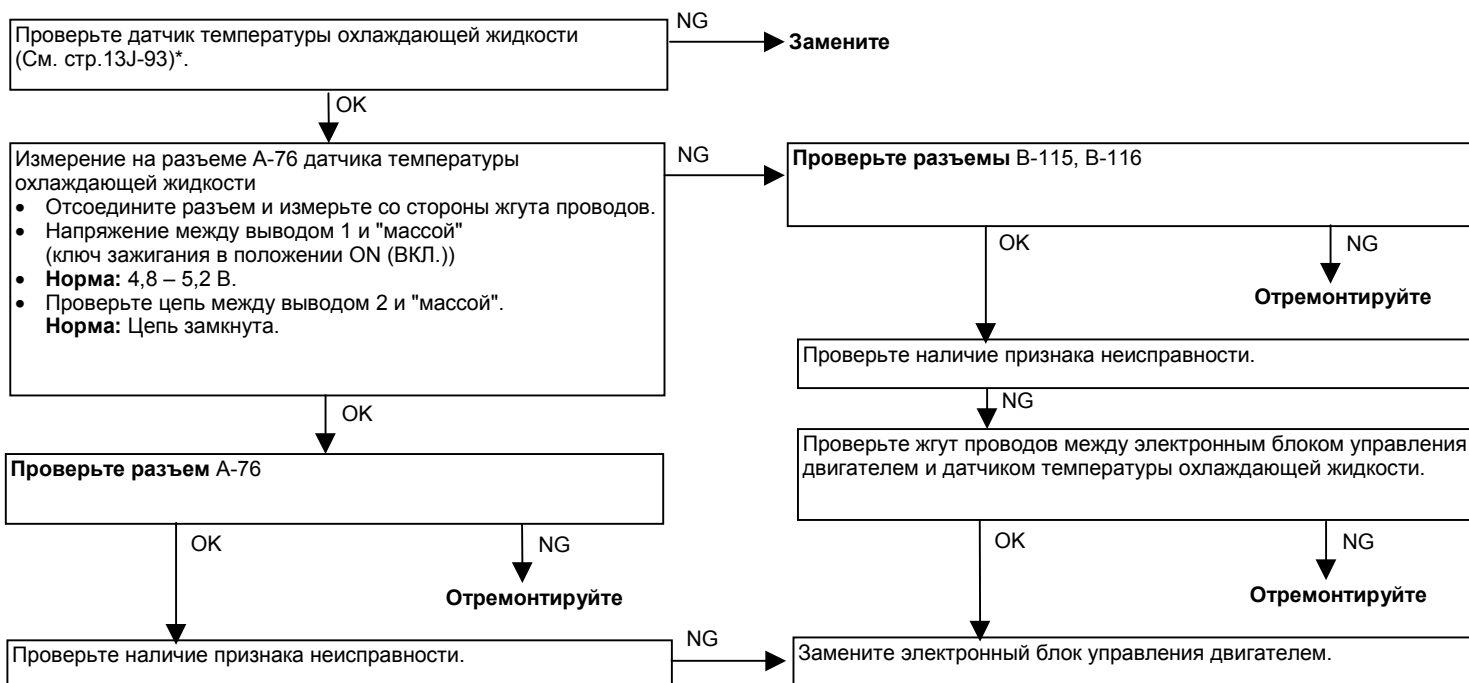 Проверьте датчик температуры охлаждающей жидкости
(См. стр.13J-93)*.
NG
Замените
OK
Измерение на разъеме А-76 датчика температуры
охлаждающей жидкости
• Отсоедините разъем и измерьте со стороны жгута проводов.
• Напряжение между выводом 1 и "массой"
(ключ зажигания в положении ON (ВКЛ.))
• Норма: 4,8 – 5,2 В.
• Проверьте цепь между выводом 2 и "массой".
Норма: Цепь замкнута.
NG
Проверьте разъемы В-115, В-116
OK
NG
Отремонтируйте
Проверьте наличие признака неисправности.
NG
Проверьте жгут проводов между электронным блоком управления
двигателем и датчиком температуры охлаждающей жидкости.
OK
NG
Отремонтируйте
OK
Проверьте разъем А-76
OK
NG
Отремонтируйте
Проверьте наличие признака неисправности.
NG
Замените электронный блок управления двигателем.